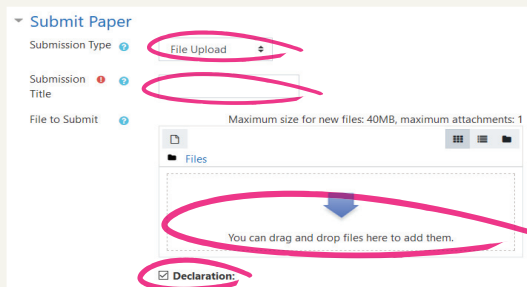 Submit Paper
Submission Type
File Upload
Submission
Title
File to Submit
Maximum size for new files: 40MB, maximum attachments: 1
Files
You can drag and drop files here to add them.
Declaration: